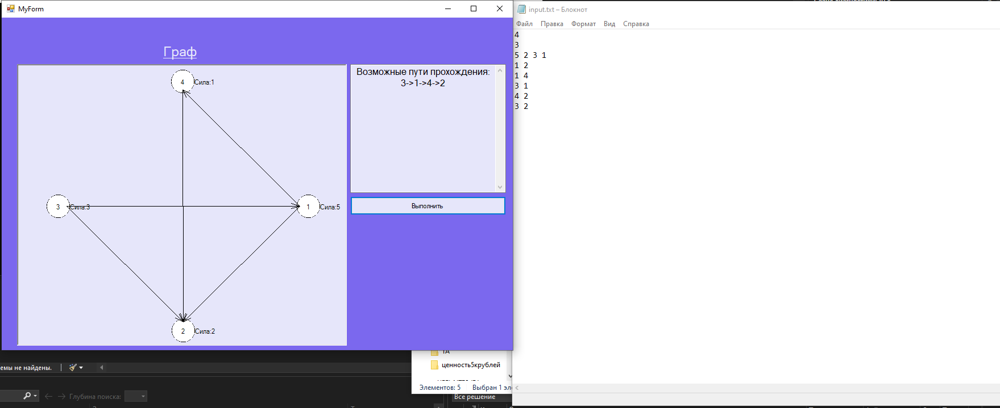 MyForm
Граф
4
Сила:1
3
Сила:3
1
Сила:5
2
Сила:2
Возможные пути прохождения:
3->1->4->2
Выполнить
input.txt – Блокнот
Файл Правка Формат Вид Справка
4
3
5 2 3 1
1 2
1 4
3 1
4 2
3 2
ценность5крублей
Элементов: 5 Выбран 1 эле
емы не найдены.
Глубина поиска:
Все решение